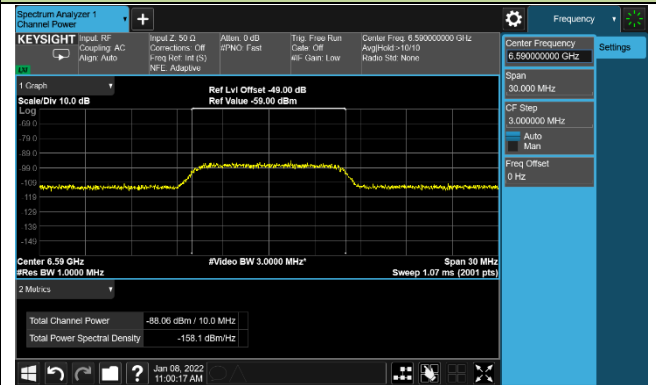 Spectrum Analyzer 1
Channel Power
Frequency
KEYSIGHT
Input: RF
Coupling: AC
Align: Auto
Input Z: 50 Ω
Corrections: Off
Freq Ref: Int (S)
NFE: Adaptive
Atten: 0 dB
#PNO: Fast
Trig: Free Run
Gate: Off
#IF Gain: Low
Center Freq: 6.590000000 GHz
Avg|Hold:>10/10
Radio Std: None
1 Graph
Scale/Div 10.0 dB
Ref Lvl Offset -49.00 dB
Ref Value -59.00 dBm
Log
-69.0
-79.0
-89.0
-99.0
-109
-119
-129
-139
-149
Center 6.59 GHz
#Video BW 3.0000 MHz*
Span 30 MHz
#Res BW 1.0000 MHz
Sweep 1.07 ms (2001 pts)
2 Metrics
Total Channel Power -88.06 dBm / 10.0 MHz
Total Power Spectral Density -158.1 dBm/Hz
Jan 08, 2022
11:00:17 AM
Center Frequency
6.590000000 GHz
Settings
Span
30.000 MHz
CF Step
3.000000 MHz
Auto
Man
Freq Offset
0 Hz